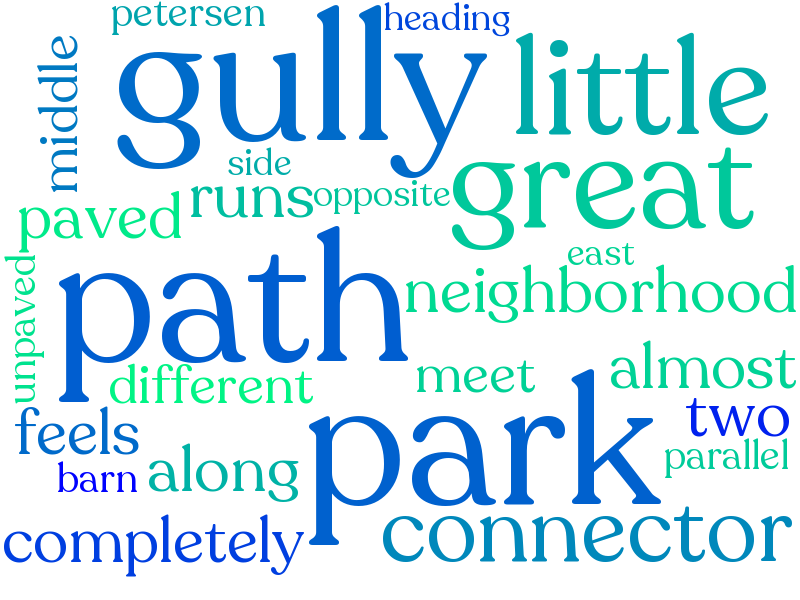 petersen
heading
gully
little
middle
great
side
runs
opposite
paved
path
east
neighborhood
unpaved
different
meet
almost
park
two
feels
along
parallel
barn
connector
completely